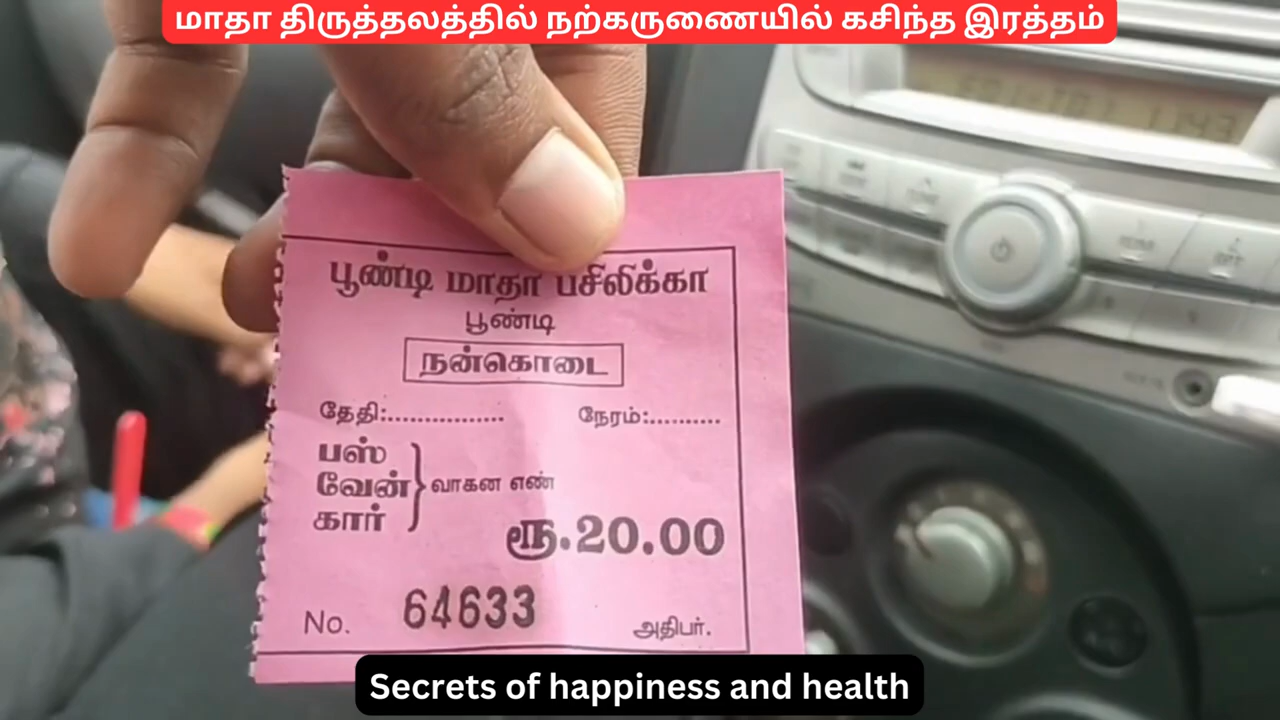 மாதா திருத்தலத்தில் நற்கருணையில் கசிந்த இரத்தம்
பூண்டி மாதா பசிலிக்கா
பூண்டி
நன்கொடை
தேதி:................ நேரம்:..........
பஸ்
வேன் } வாகன எண்
கார்
ரூ.20.00
No. 64633 அதிபர்.
Secrets of happiness and health